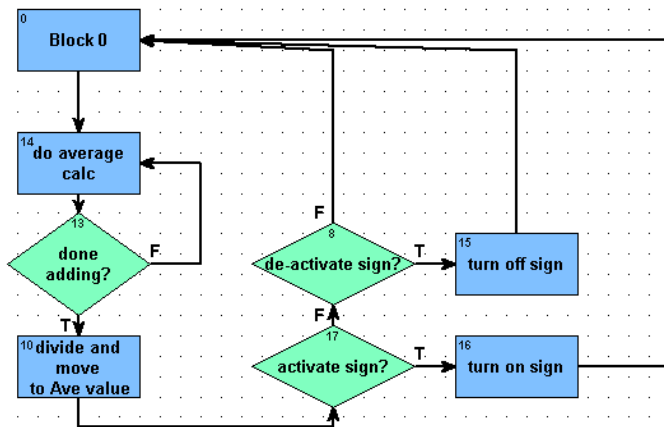 0
Block 0
14
do average
calc
13
done
adding?
F
T
10
divide and
move
to Ave value
F
8
de-activate sign?
T
15
turn off sign
F
17
activate sign?
T
16
turn on sign